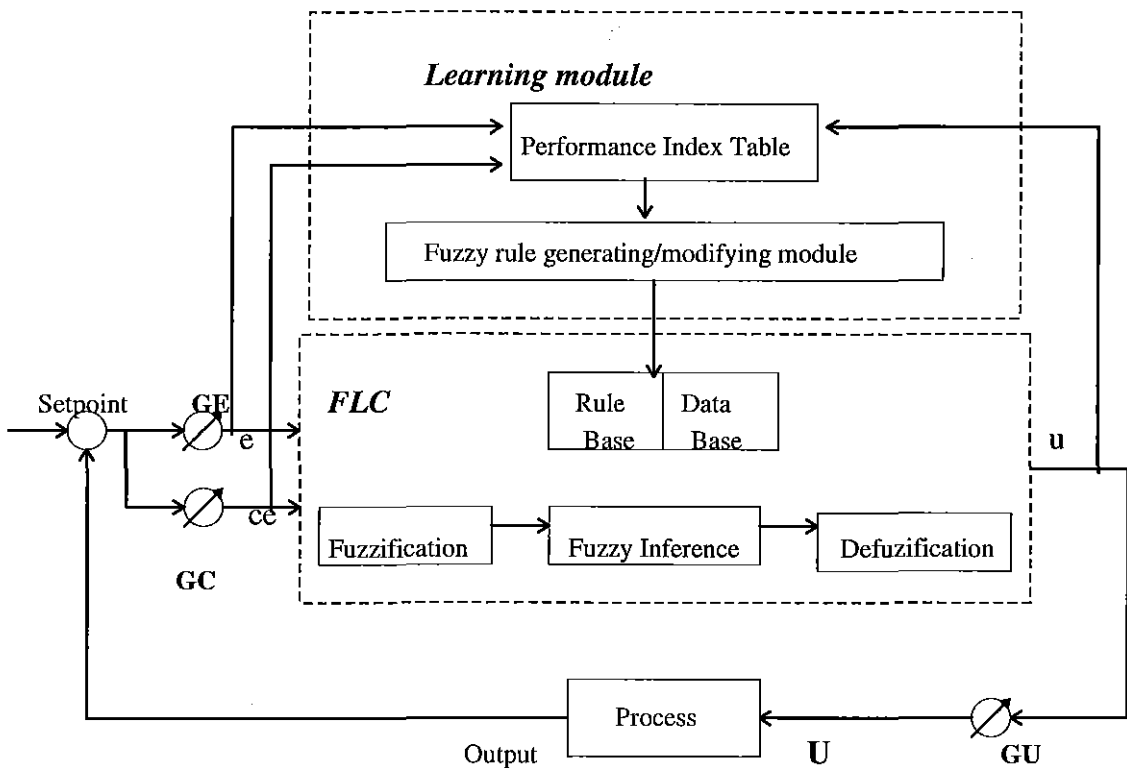 Learning module
Performance Index Table
Fuzzy rule generating/modifying module
Setpoint
GE
e
FLC
Rule
Base
Data
Base
u
ce
GC
Fuzzification
Fuzzy Inference
Defuzification
Process
Output
U
GU